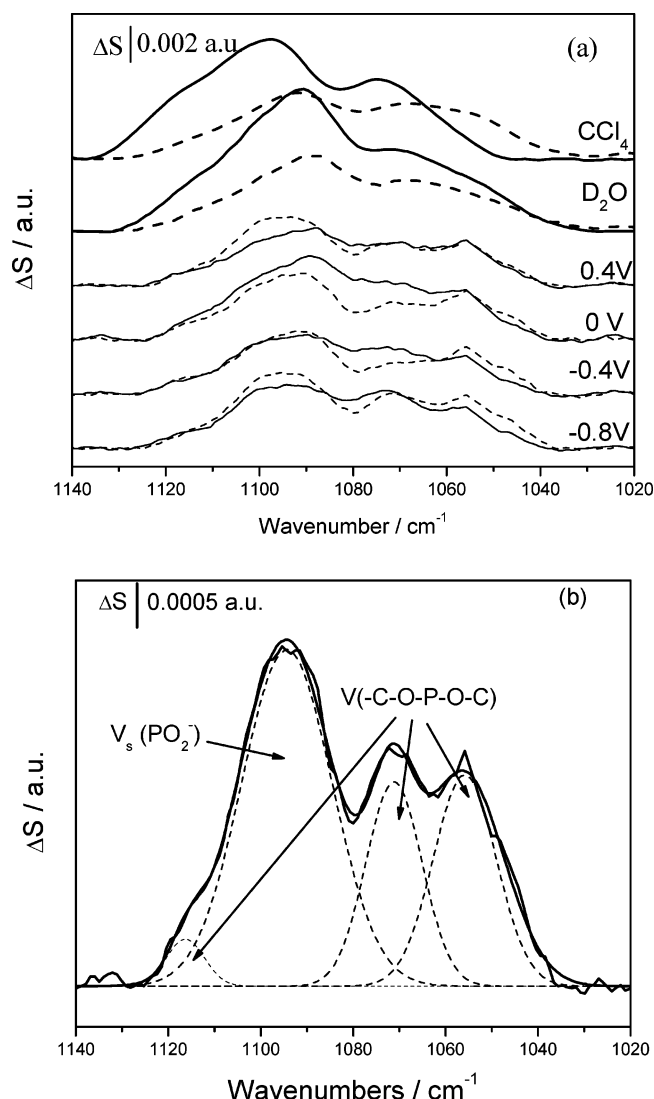 ΔS 0.002 a.u (a)
CCl₄
D₂O
0.4V
0 V
-0.4V
-0.8V
ΔS / a.u.
1140 1120 1100 1080 1060 1040 1020
Wavenumber / cm⁻¹
ΔS 0.0005 a.u. (b)
V(-C-O-P-O-C)
Vₛ (PO₂⁻)
ΔS / a.u.
1140 1120 1100 1080 1060 1040 1020
Wavenumbers / cm⁻¹